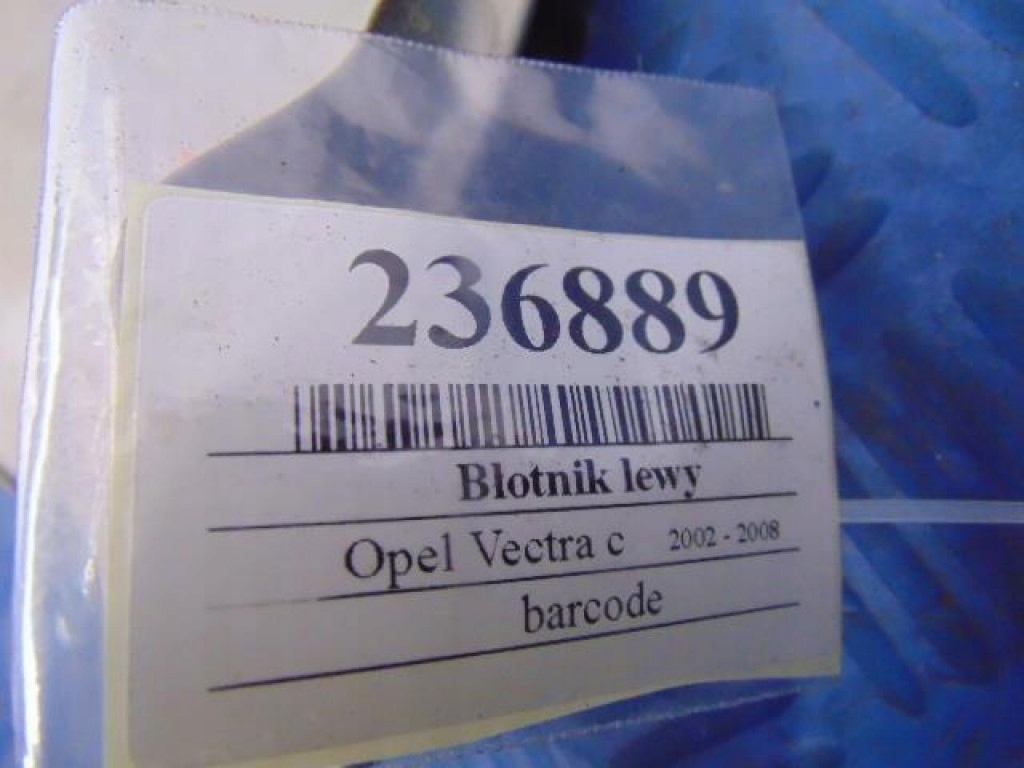 236889
Błotnik lewy
Opel Vectra c 2002 - 2008
barcode